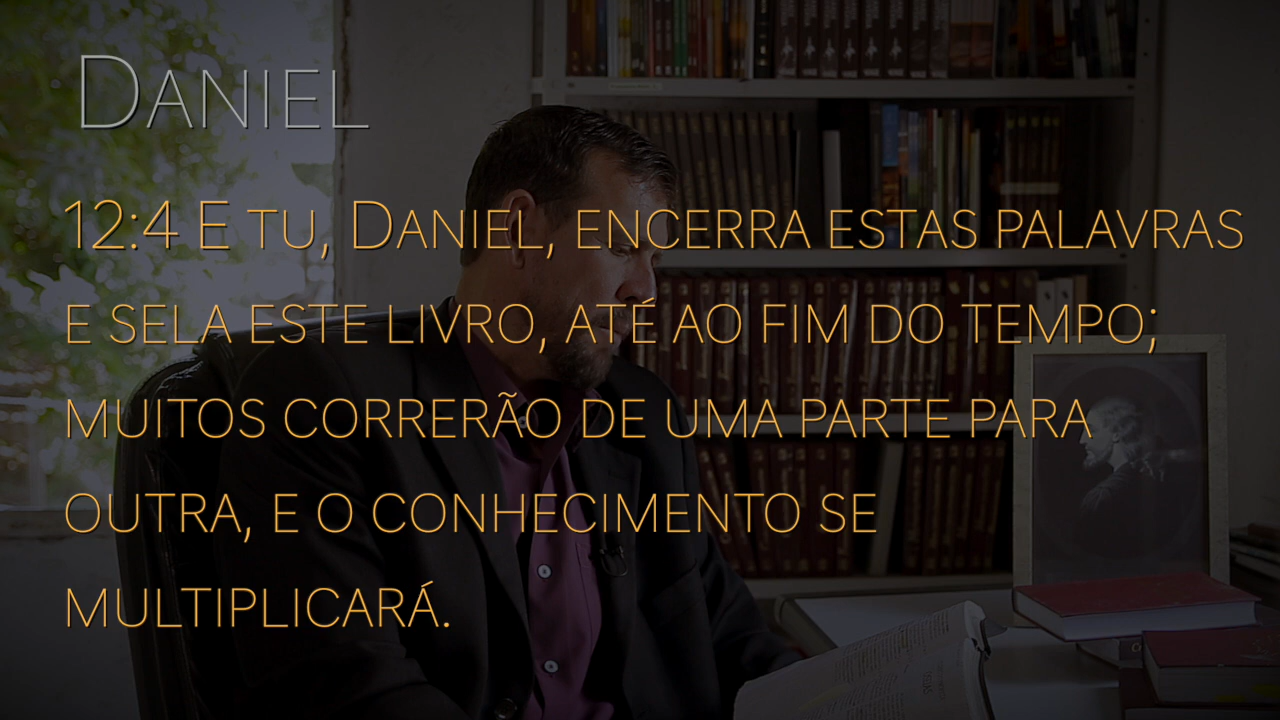 Daniel
12:4 E tu, Daniel, encerra estas palavras
e sela este livro, até ao fim do tempo;
muitos correrão de uma parte para
outra, e o conhecimento se
multiplicará.